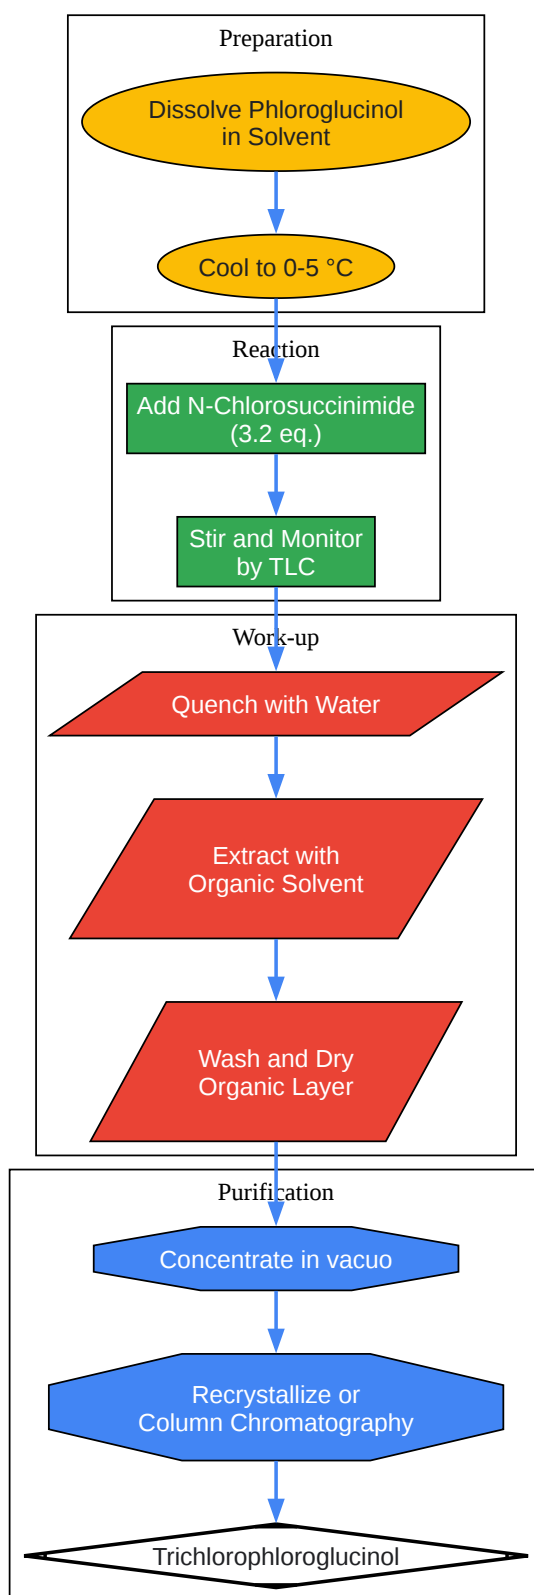 Preparation
Dissolve Phloroglucinol
in Solvent
Cool to 0-5 °C
Reaction
Add N-Chlorosuccinimide
(3.2 eq.)
Stir and Monitor
by TLC
Work-up
Quench with Water
Extract with
Organic Solvent
Wash and Dry
Organic Layer
Purification
Concentrate in vacuo
Recrystallize or
Column Chromatography
Trichlorophloroglucinol